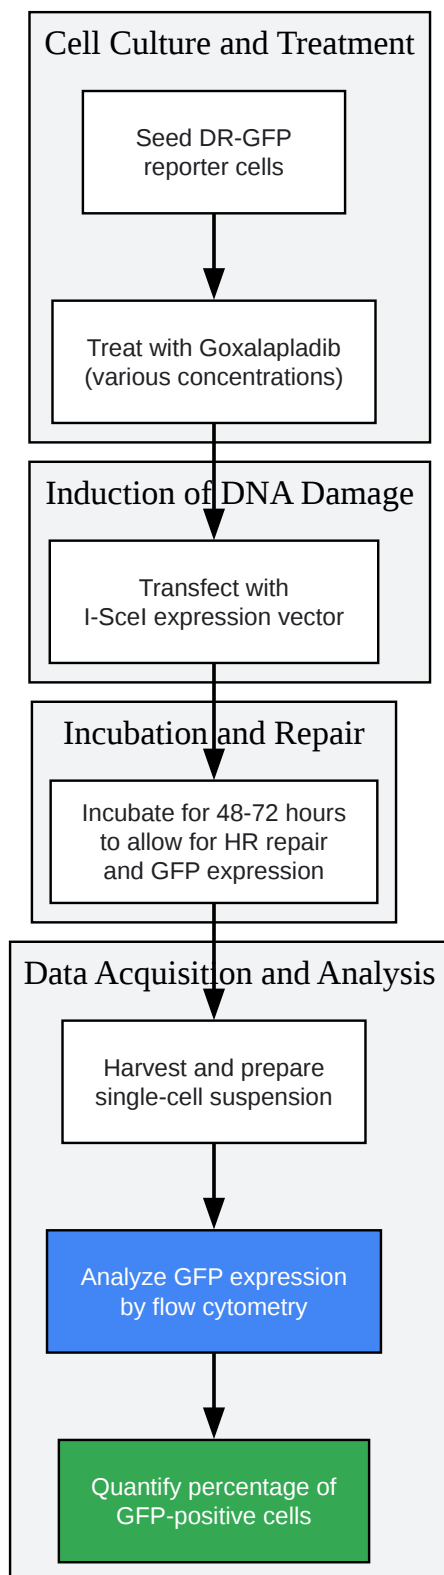 Cell Culture and Treatment
Seed DR-GFP
reporter cells
Treat with Goxalapladib
(various concentrations)
Induction of DNA Damage
Transfect with
I-SceI expression vector
Incubation and Repair
Incubate for 48-72 hours
to allow for HR repair
and GFP expression
Data Acquisition and Analysis
Harvest and prepare
single-cell suspension
Analyze GFP expression
by flow cytometry
Quantify percentage of
GFP-positive cells